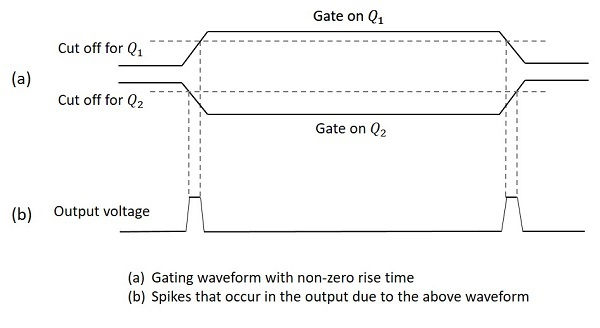 Gate on Q₁
Cut off for Q₁
(a)
Cut off for Q₂
Gate on Q₂
(b) Output voltage
(a) Gating waveform with non-zero rise time
(b) Spikes that occur in the output due to the above waveform